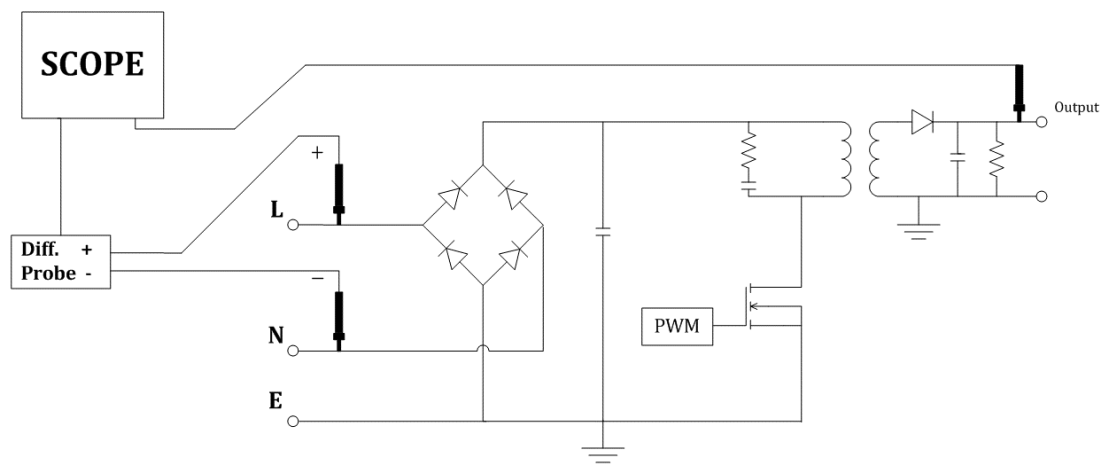 SCOPE
Output
+
L
Diff. +
Probe -
−
N
PWM
E